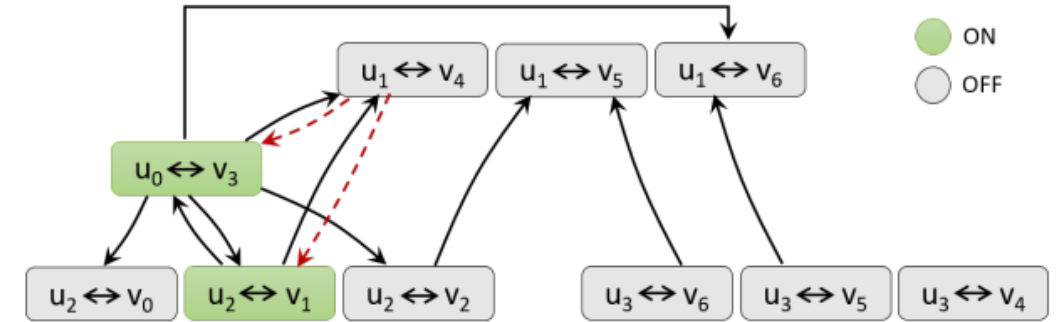 ON
u₁ ↔ v₄ u₁ ↔ v₅ u₁ ↔ v₆
OFF
u₀ ↔ v₃
u₂ ↔ v₀ u₂ ↔ v₁ u₂ ↔ v₂ u₃ ↔ v₆ u₃ ↔ v₅ u₃ ↔ v₄